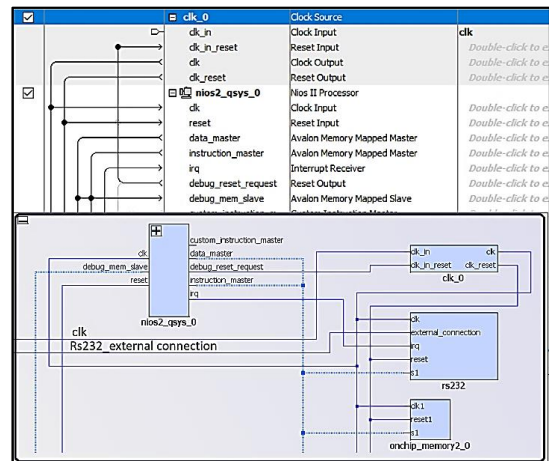 clk_0 Clock Source
clk_in Clock Input clk
clk_in_reset Reset Input Double-click to e
clk Clock Output Double-click to e
clk_reset Reset Output Double-click to e
nios2_qsys_0 Nios II Processor
clk Clock Input Double-click to e
reset Reset Input Double-click to e
data_master Avalon Memory Mapped Master Double-click to e
instruction_master Avalon Memory Mapped Master Double-click to e
irq Interrupt Receiver Double-click to e
debug_reset_request Reset Output Double-click to e
debug_mem_slave Avalon Memory Mapped Slave Double-click to e
custom_instruction_master
clk data_master
debug_mem_slave debug_reset_request
reset instruction_master
irq
nios2_qsys_0
clk_in clk
clk_in_reset clk_reset
clk_0
clk
Rs232_external connection
clk
external_connection
irq
reset
s1
rs232
clk1
reset1
s1
onchip_memory2_0